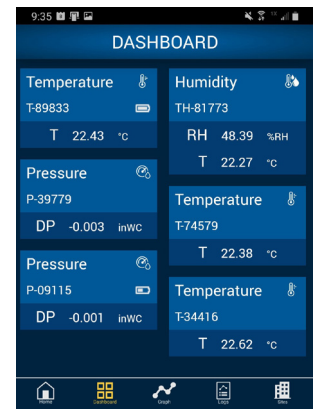 9:35
DASHBOARD
Temperature
T-89833
T 22.43 °C
Pressure
P-39779
DP -0.003 inWC
Pressure
P-09115
DP -0.001 inWC
Humidity
TH-81773
RH 48.39 %RH
T 22.27 °C
Temperature
T-74579
T 22.38 °C
Temperature
T-34416
T 22.62 °C
Home
Dashboard
Graph
Logs
Sites